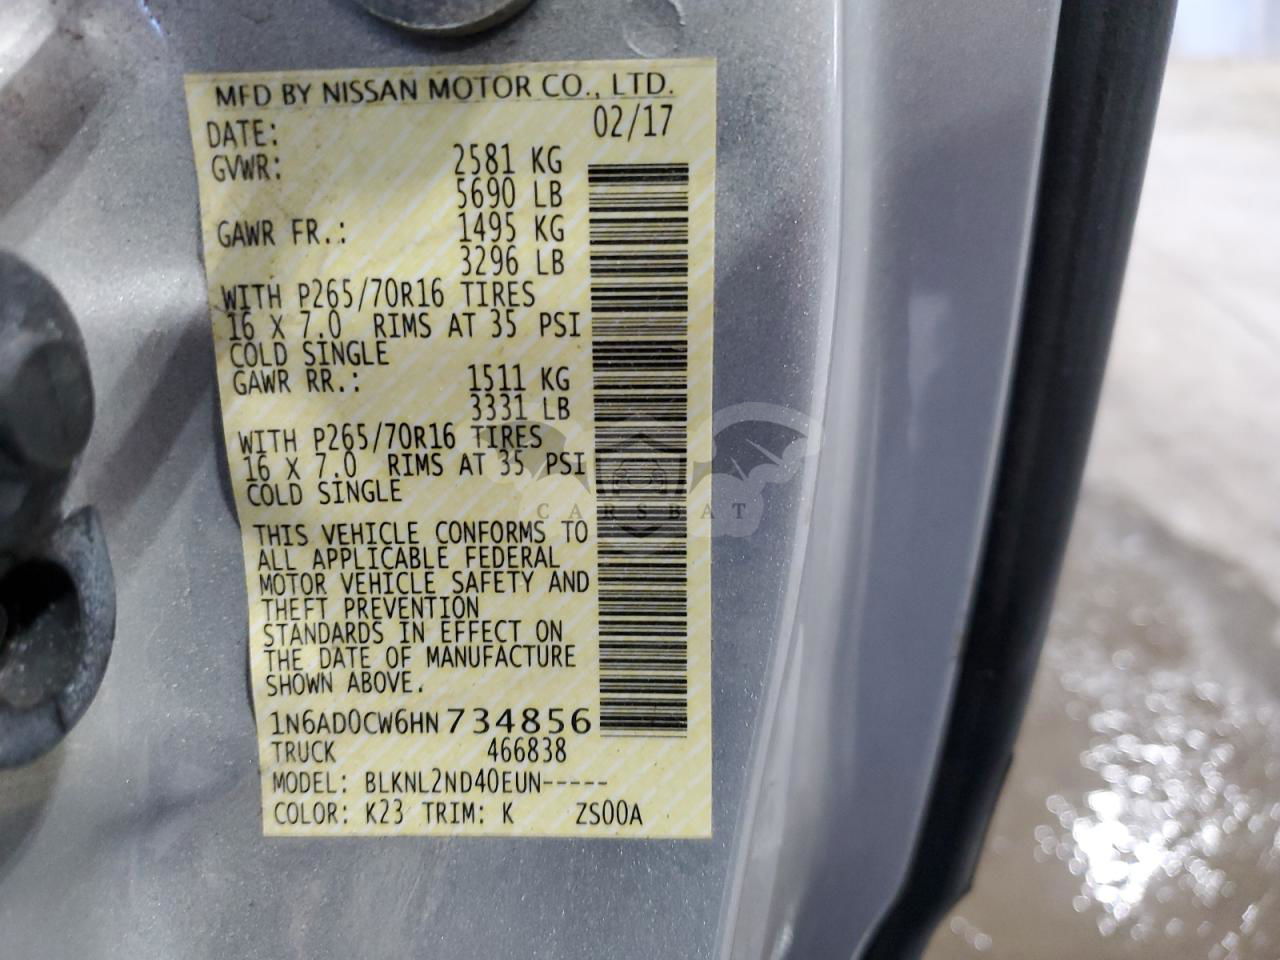 MFD BY NISSAN MOTOR CO., LTD.
DATE: 02/17
GVWR: 2581 KG
5690 LB
GAWR FR.: 1495 KG
3296 LB
WITH P265/70R16 TIRES
16 X 7.0 RIMS AT 35 PSI
COLD SINGLE
GAWR RR.: 1511 KG
3331 LB
WITH P265/70R16 TIRES
16 X 7.0 RIMS AT 35 PSI
COLD SINGLE
CARSBAT
THIS VEHICLE CONFORMS TO
ALL APPLICABLE FEDERAL
MOTOR VEHICLE SAFETY AND
THEFT PREVENTION
STANDARDS IN EFFECT ON
THE DATE OF MANUFACTURE
SHOWN ABOVE.
1N6AD0CW6HN734856
TRUCK 466838
MODEL: BLKNL2ND40EUN-----
COLOR: K23 TRIM: K ZS00A